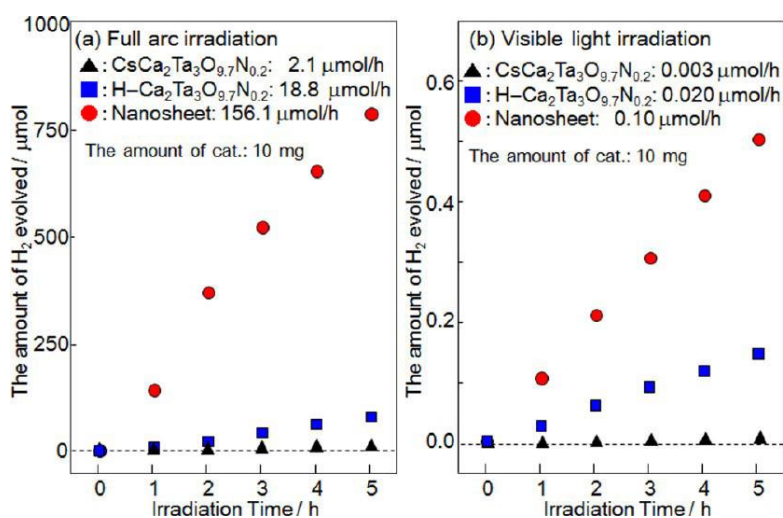 (a) Full arc irradiation
▲: CsCa₂Ta₃O₉.₇N₀.₂: 2.1 μmol/h
■: H–Ca₂Ta₃O₉.₇N₀.₂: 18.8 μmol/h
●: Nanosheet: 156.1 μmol/h
The amount of cat.: 10 mg
The amount of H₂ evolved / μmol
1000
750
500
250
0
0 1 2 3 4 5
Irradiation Time / h
(b) Visible light irradiation
▲: CsCa₂Ta₃O₉.₇N₀.₂: 0.003 μmol/h
■: H–Ca₂Ta₃O₉.₇N₀.₂: 0.020 μmol/h
●: Nanosheet: 0.10 μmol/h
The amount of cat.: 10 mg
The amount of H₂ evolved / μmol
0.6
0.4
0.2
0.0
0 1 2 3 4 5
Irradiation Time / h